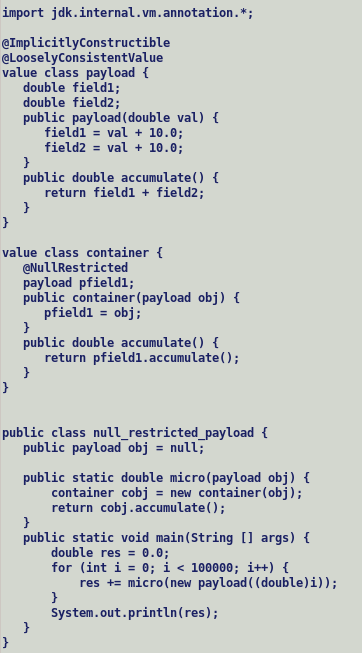 import jdk.internal.vm.annotation.*;

@ImplicitlyConstructible
@LooselyConsistentValue
value class payload {
   double field1;
   double field2;
   public payload(double val) {
      field1 = val + 10.0;
      field2 = val + 10.0;
   }
   public double accumulate() {
      return field1 + field2;
   }
}

value class container {
   @NullRestricted
   payload pfield1;
   public container(payload obj) {
      pfield1 = obj;
   }
   public double accumulate() {
      return pfield1.accumulate();
   }
}


public class null_restricted_payload {
   public payload obj = null;

   public static double micro(payload obj) {
       container cobj = new container(obj);
       return cobj.accumulate();
   }
   public static void main(String [] args) {
       double res = 0.0;
       for (int i = 0; i < 100000; i++) {
           res += micro(new payload((double)i));
       }
       System.out.println(res);
   }
}